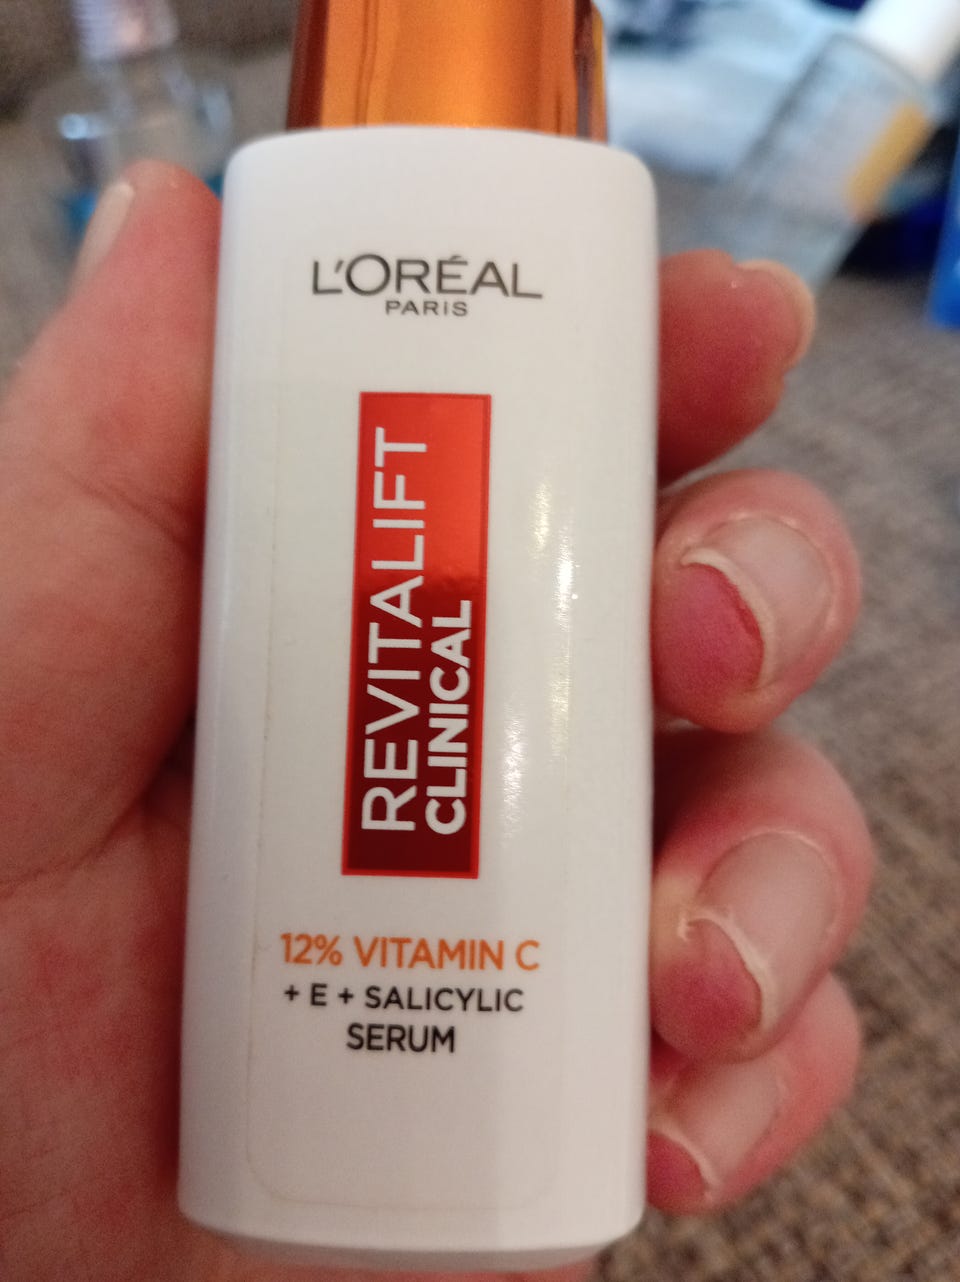 L'ORÉAL
PARIS
REVITALIFT
CLINICAL
12% VITAMIN C
+ E + SALICYLIC
SERUM